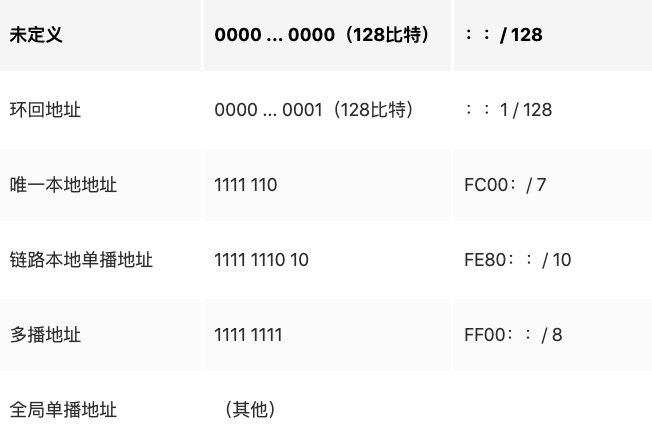 未定义 0000 ... 0000（128比特） ：：/ 128
环回地址 0000 ... 0001（128比特） ：：1 / 128
唯一本地地址 1111 110 FC00：/ 7
链路本地单播地址 1111 1110 10 FE80：：/ 10
多播地址 1111 1111 FF00：：/ 8
全局单播地址 （其他）